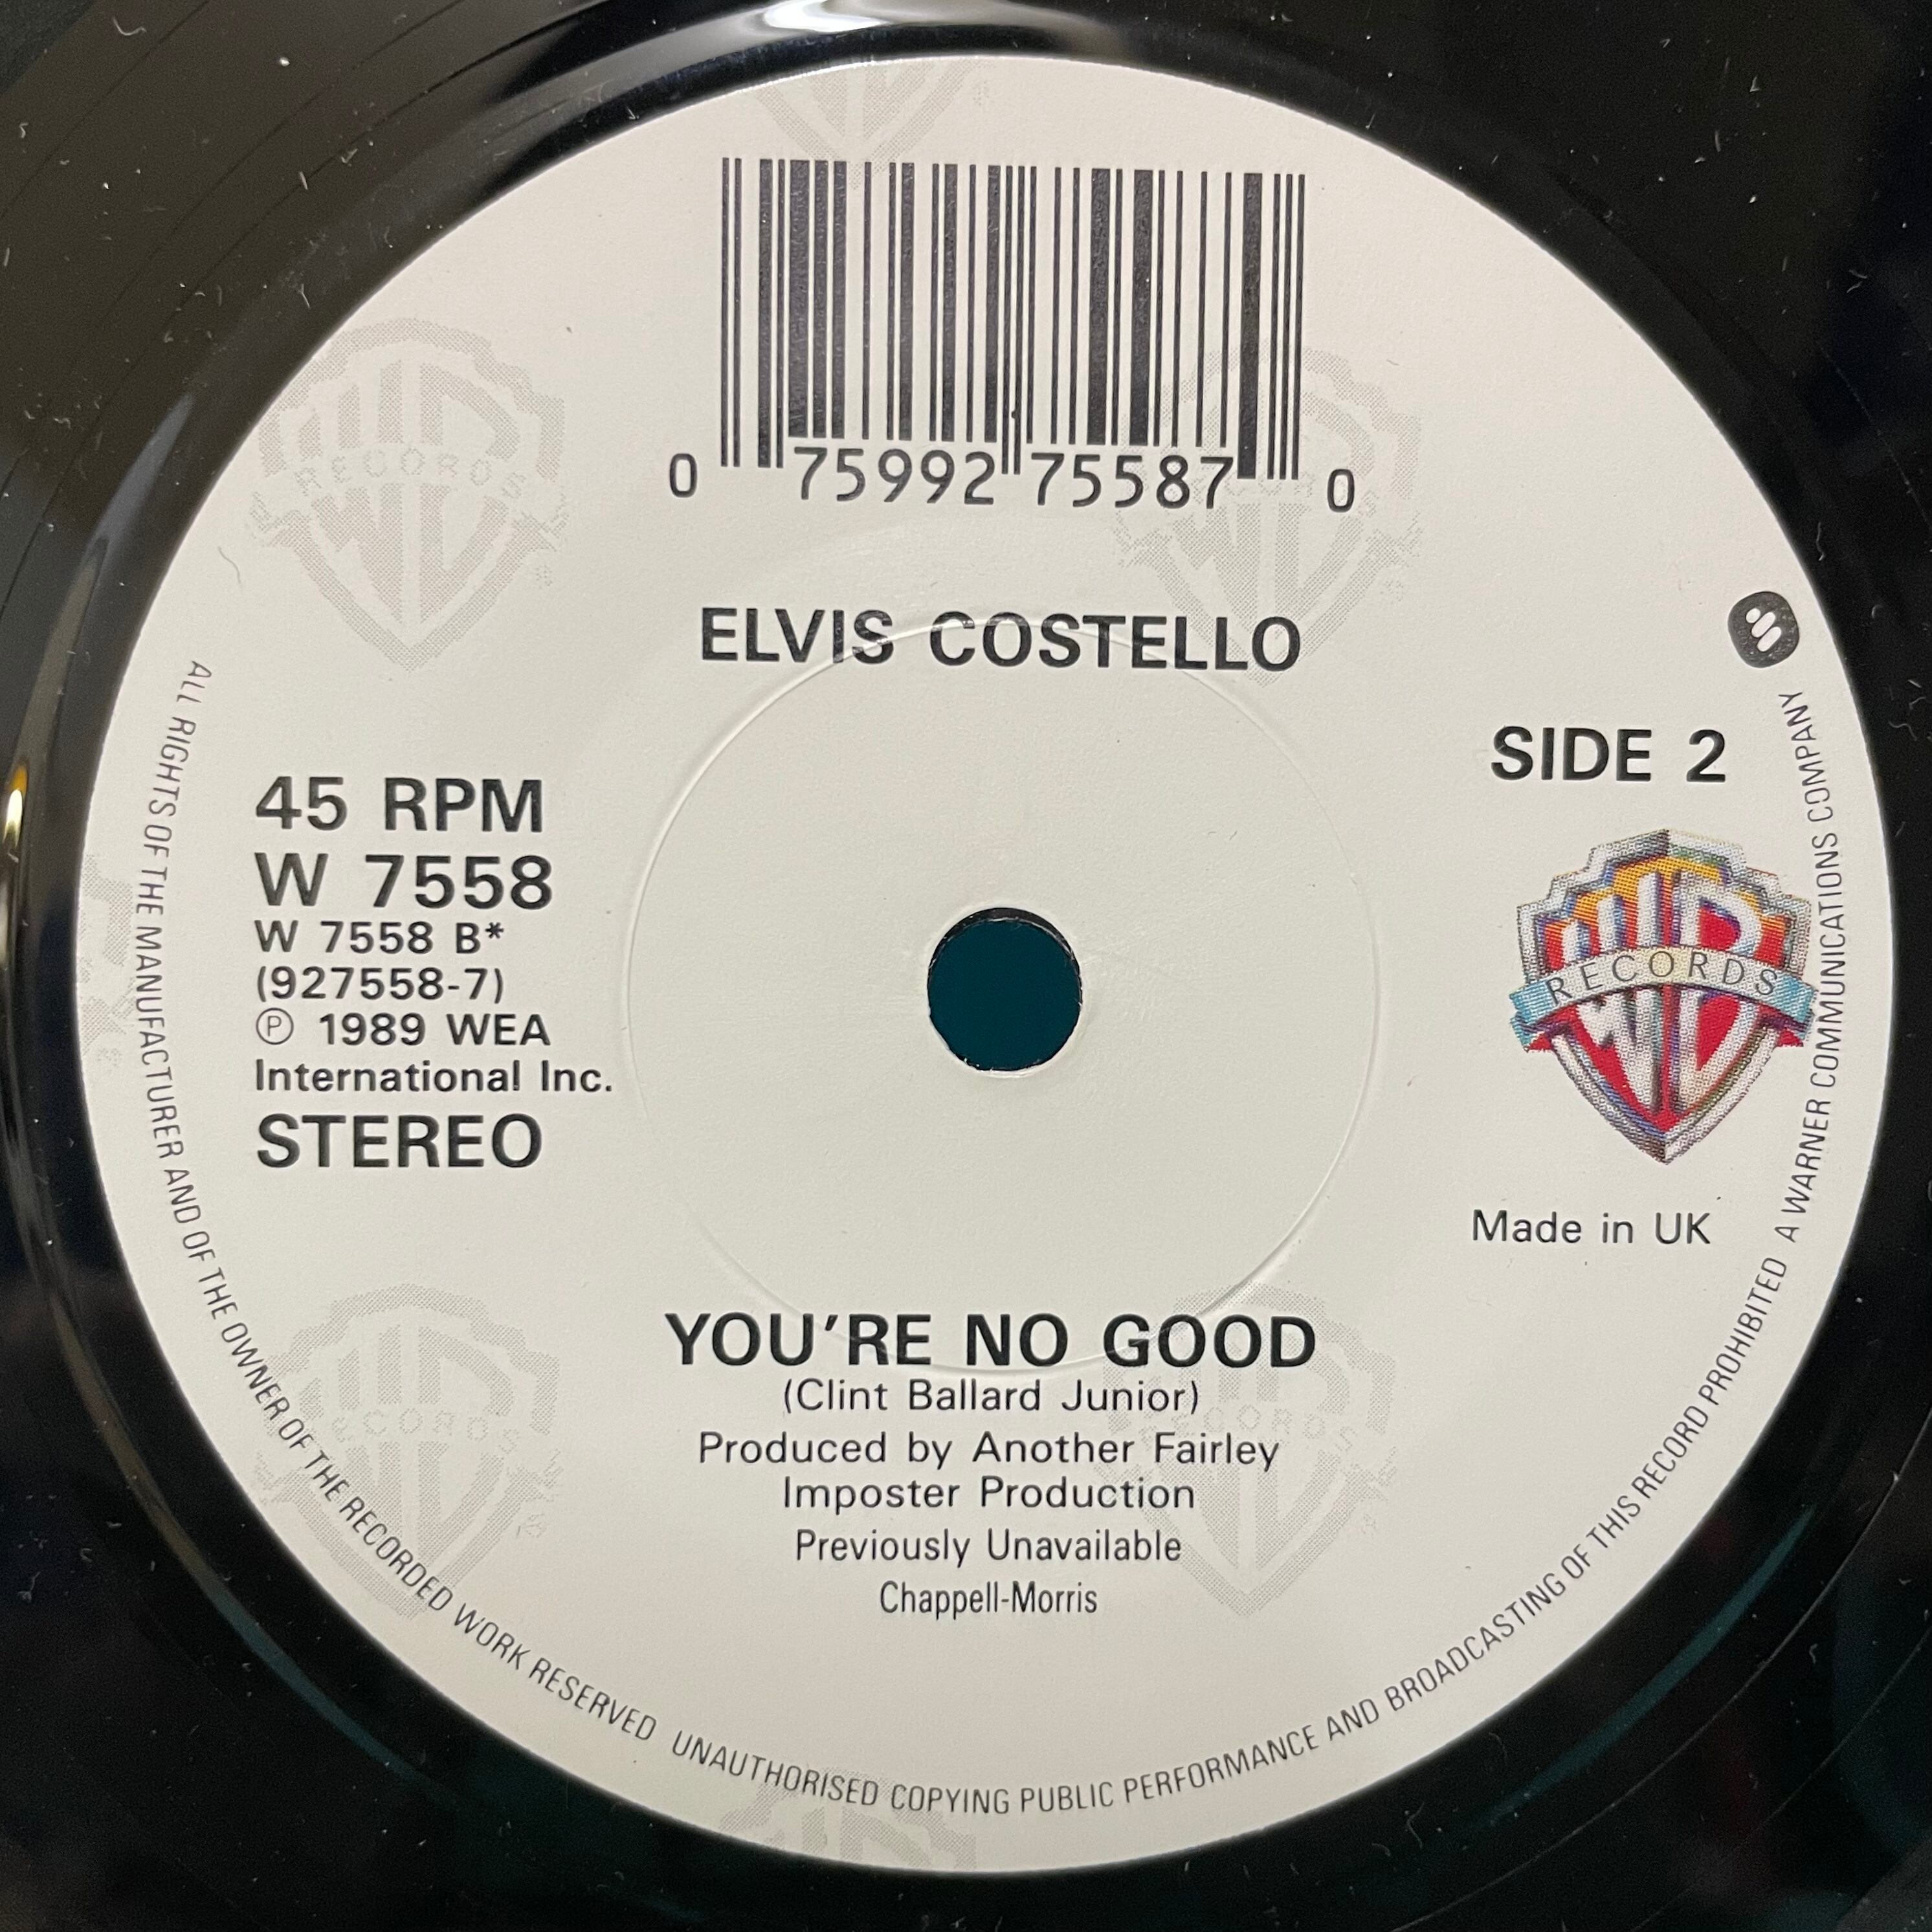 0 75992 75587 0
ELVIS COSTELLO
SIDE 2
45 RPM
W 7558
W 7558 B*
(927558-7)
Ⓟ 1989 WEA
International Inc.
STEREO
WB
RECORDS
Made in UK
YOU'RE NO GOOD
(Clint Ballard Junior)
Produced by Another Fairley
Imposter Production
Previously Unavailable
Chappell-Morris
ALL RIGHTS OF THE MANUFACTURER AND OF THE OWNER OF THE RECORDED WORK RESERVED UNAUTHORISED COPYING PUBLIC PERFORMANCE AND BROADCASTING OF THIS RECORD PROHIBITED A WARNER COMMUNICATIONS COMPANY